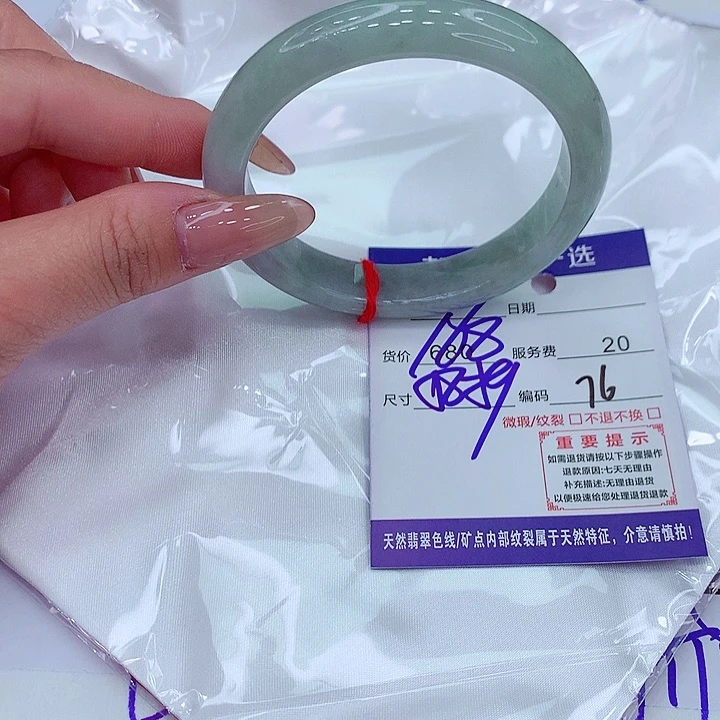 选
日期
货价 680 服务费 20
168
尺寸 编码 76
微瑕/纹裂 □不退不换 □
重要提示
如需退货请按以下步骤操作
退款原因:七天无理由
补充描述:无理由退货
以便极速给您处理退货退款
天然翡翠色线/矿点内部纹裂属于天然特征，介意请慎拍!